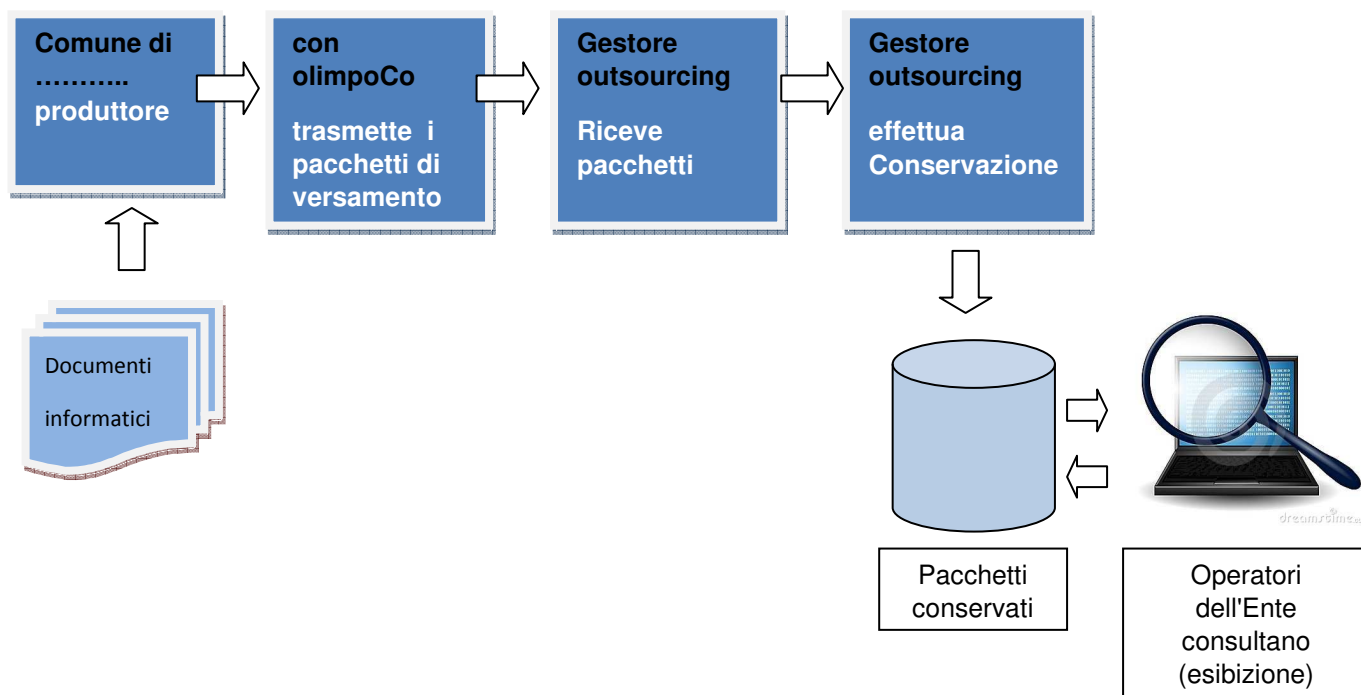 Comune di
………..
produttore
con
olimpoCo
trasmette i
pacchetti di
versamento
Gestore
outsourcing
Riceve
pacchetti
Gestore
outsourcing
effettua
Conservazione
Documenti
informatici
dreamstime
Pacchetti
conservati
Operatori
dell'Ente
consultano
(esibizione)